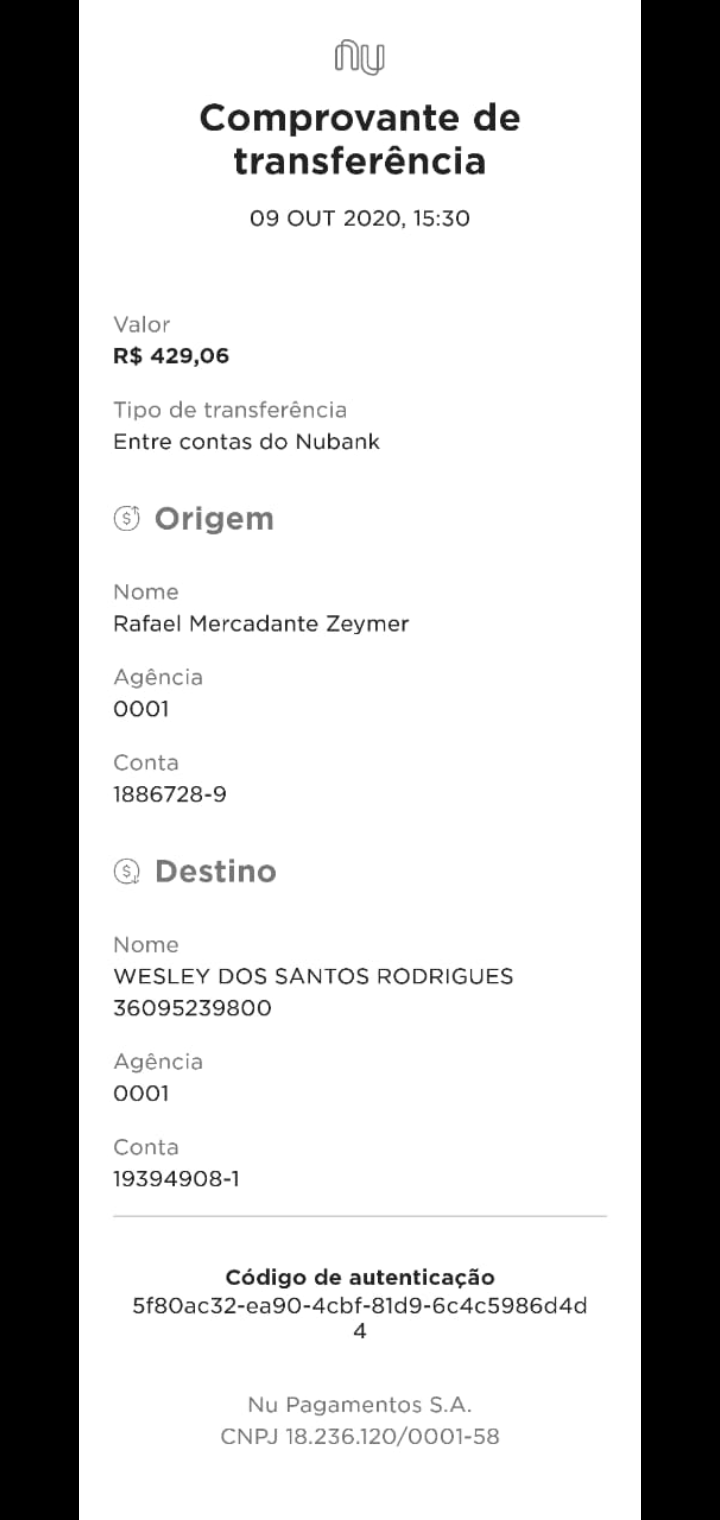 nu
Comprovante de
transferência
09 OUT 2020, 15:30
Valor
R$ 429,06
Tipo de transferência
Entre contas do Nubank
Origem
Nome
Rafael Mercadante Zeymer
Agência
0001
Conta
1886728-9
Destino
Nome
WESLEY DOS SANTOS RODRIGUES
36095239800
Agência
0001
Conta
19394908-1
Código de autenticação
5f80ac32-ea90-4cbf-81d9-6c4c5986d4d
4
Nu Pagamentos S.A.
CNPJ 18.236.120/0001-58